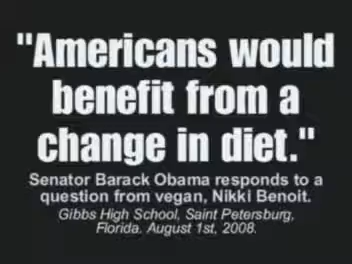 "Americans would
benefit from a
change in diet."
Senator Barack Obama responds to a
question from vegan, Nikki Benoit.
Gibbs High School, Saint Petersburg,
Florida. August 1st, 2008.